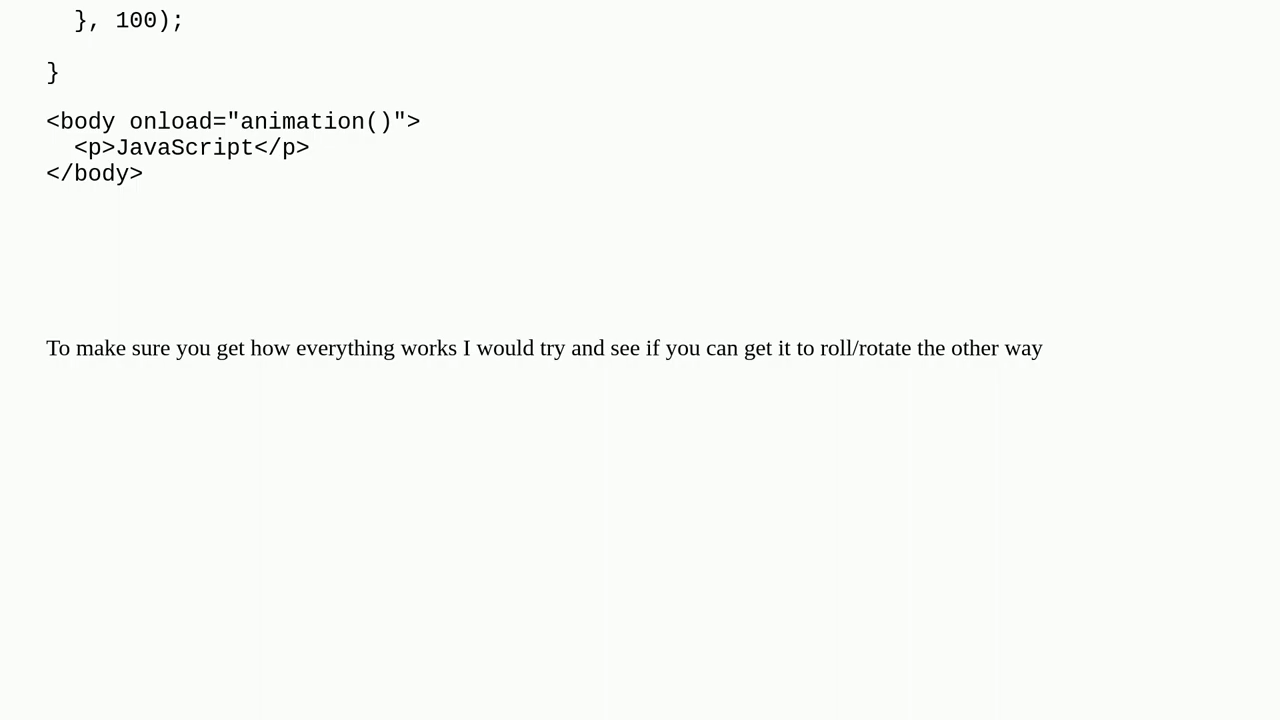 }, 100);
}
<body onload="animation()">
<p>JavaScript</p>
</body>
To make sure you get how everything works I would try and see if you can get it to roll/rotate the other way